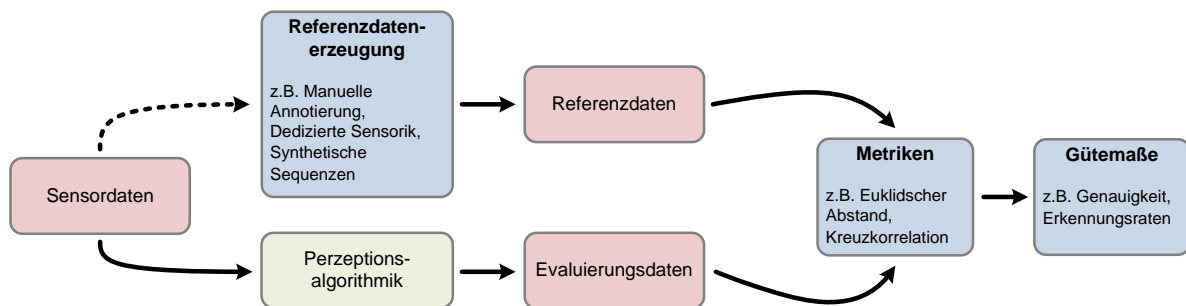 Referenzdaten-
erzeugung
z.B. Manuelle
Annotierung,
Dedizierte Sensorik,
Synthetische
Sequenzen
Referenzdaten
Sensordaten
Metriken
z.B. Euklidscher
Abstand,
Kreuzkorrelation
Gütemaße
z.B. Genauigkeit,
Erkennungsraten
Perzeptions-
algorithmik
Evaluierungsdaten